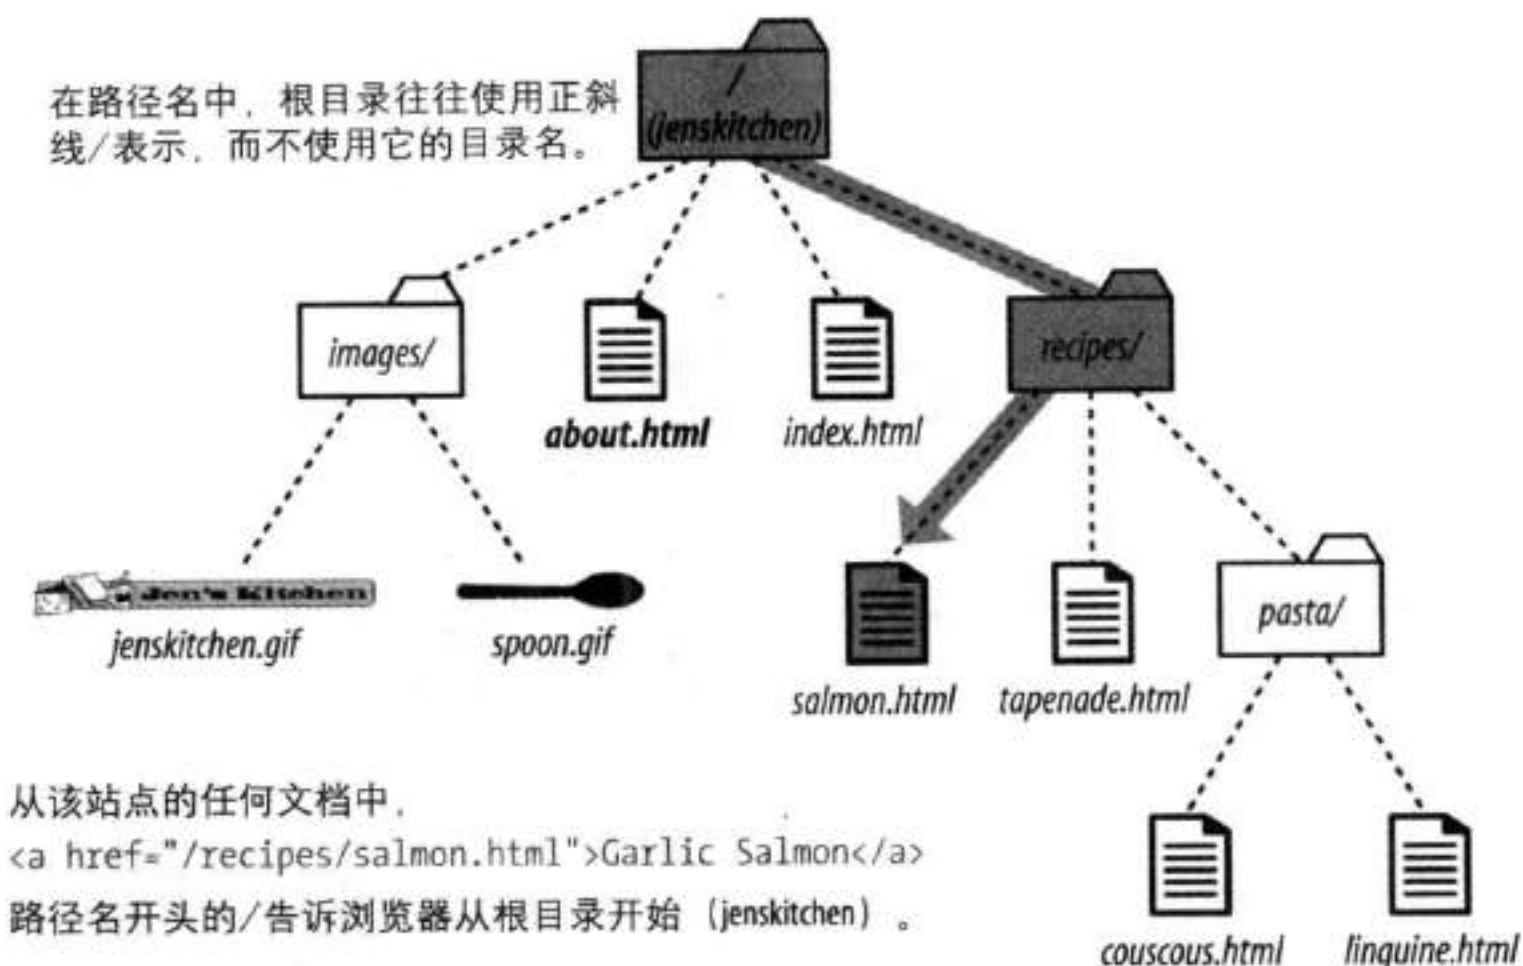 在路径名中，根目录往往使用正斜
线/表示，而不使用它的目录名。
/
(jenskitchen)
images/
about.html
index.html
recipes/
Jen's Kitchen
jenskitchen.gif
spoon.gif
salmon.html
tapenade.html
pasta/
couscous.html
linguine.html
从该站点的任何文档中，
<a href="/recipes/salmon.html">Garlic Salmon</a>
路径名开头的/告诉浏览器从根目录开始（jenskitchen）。